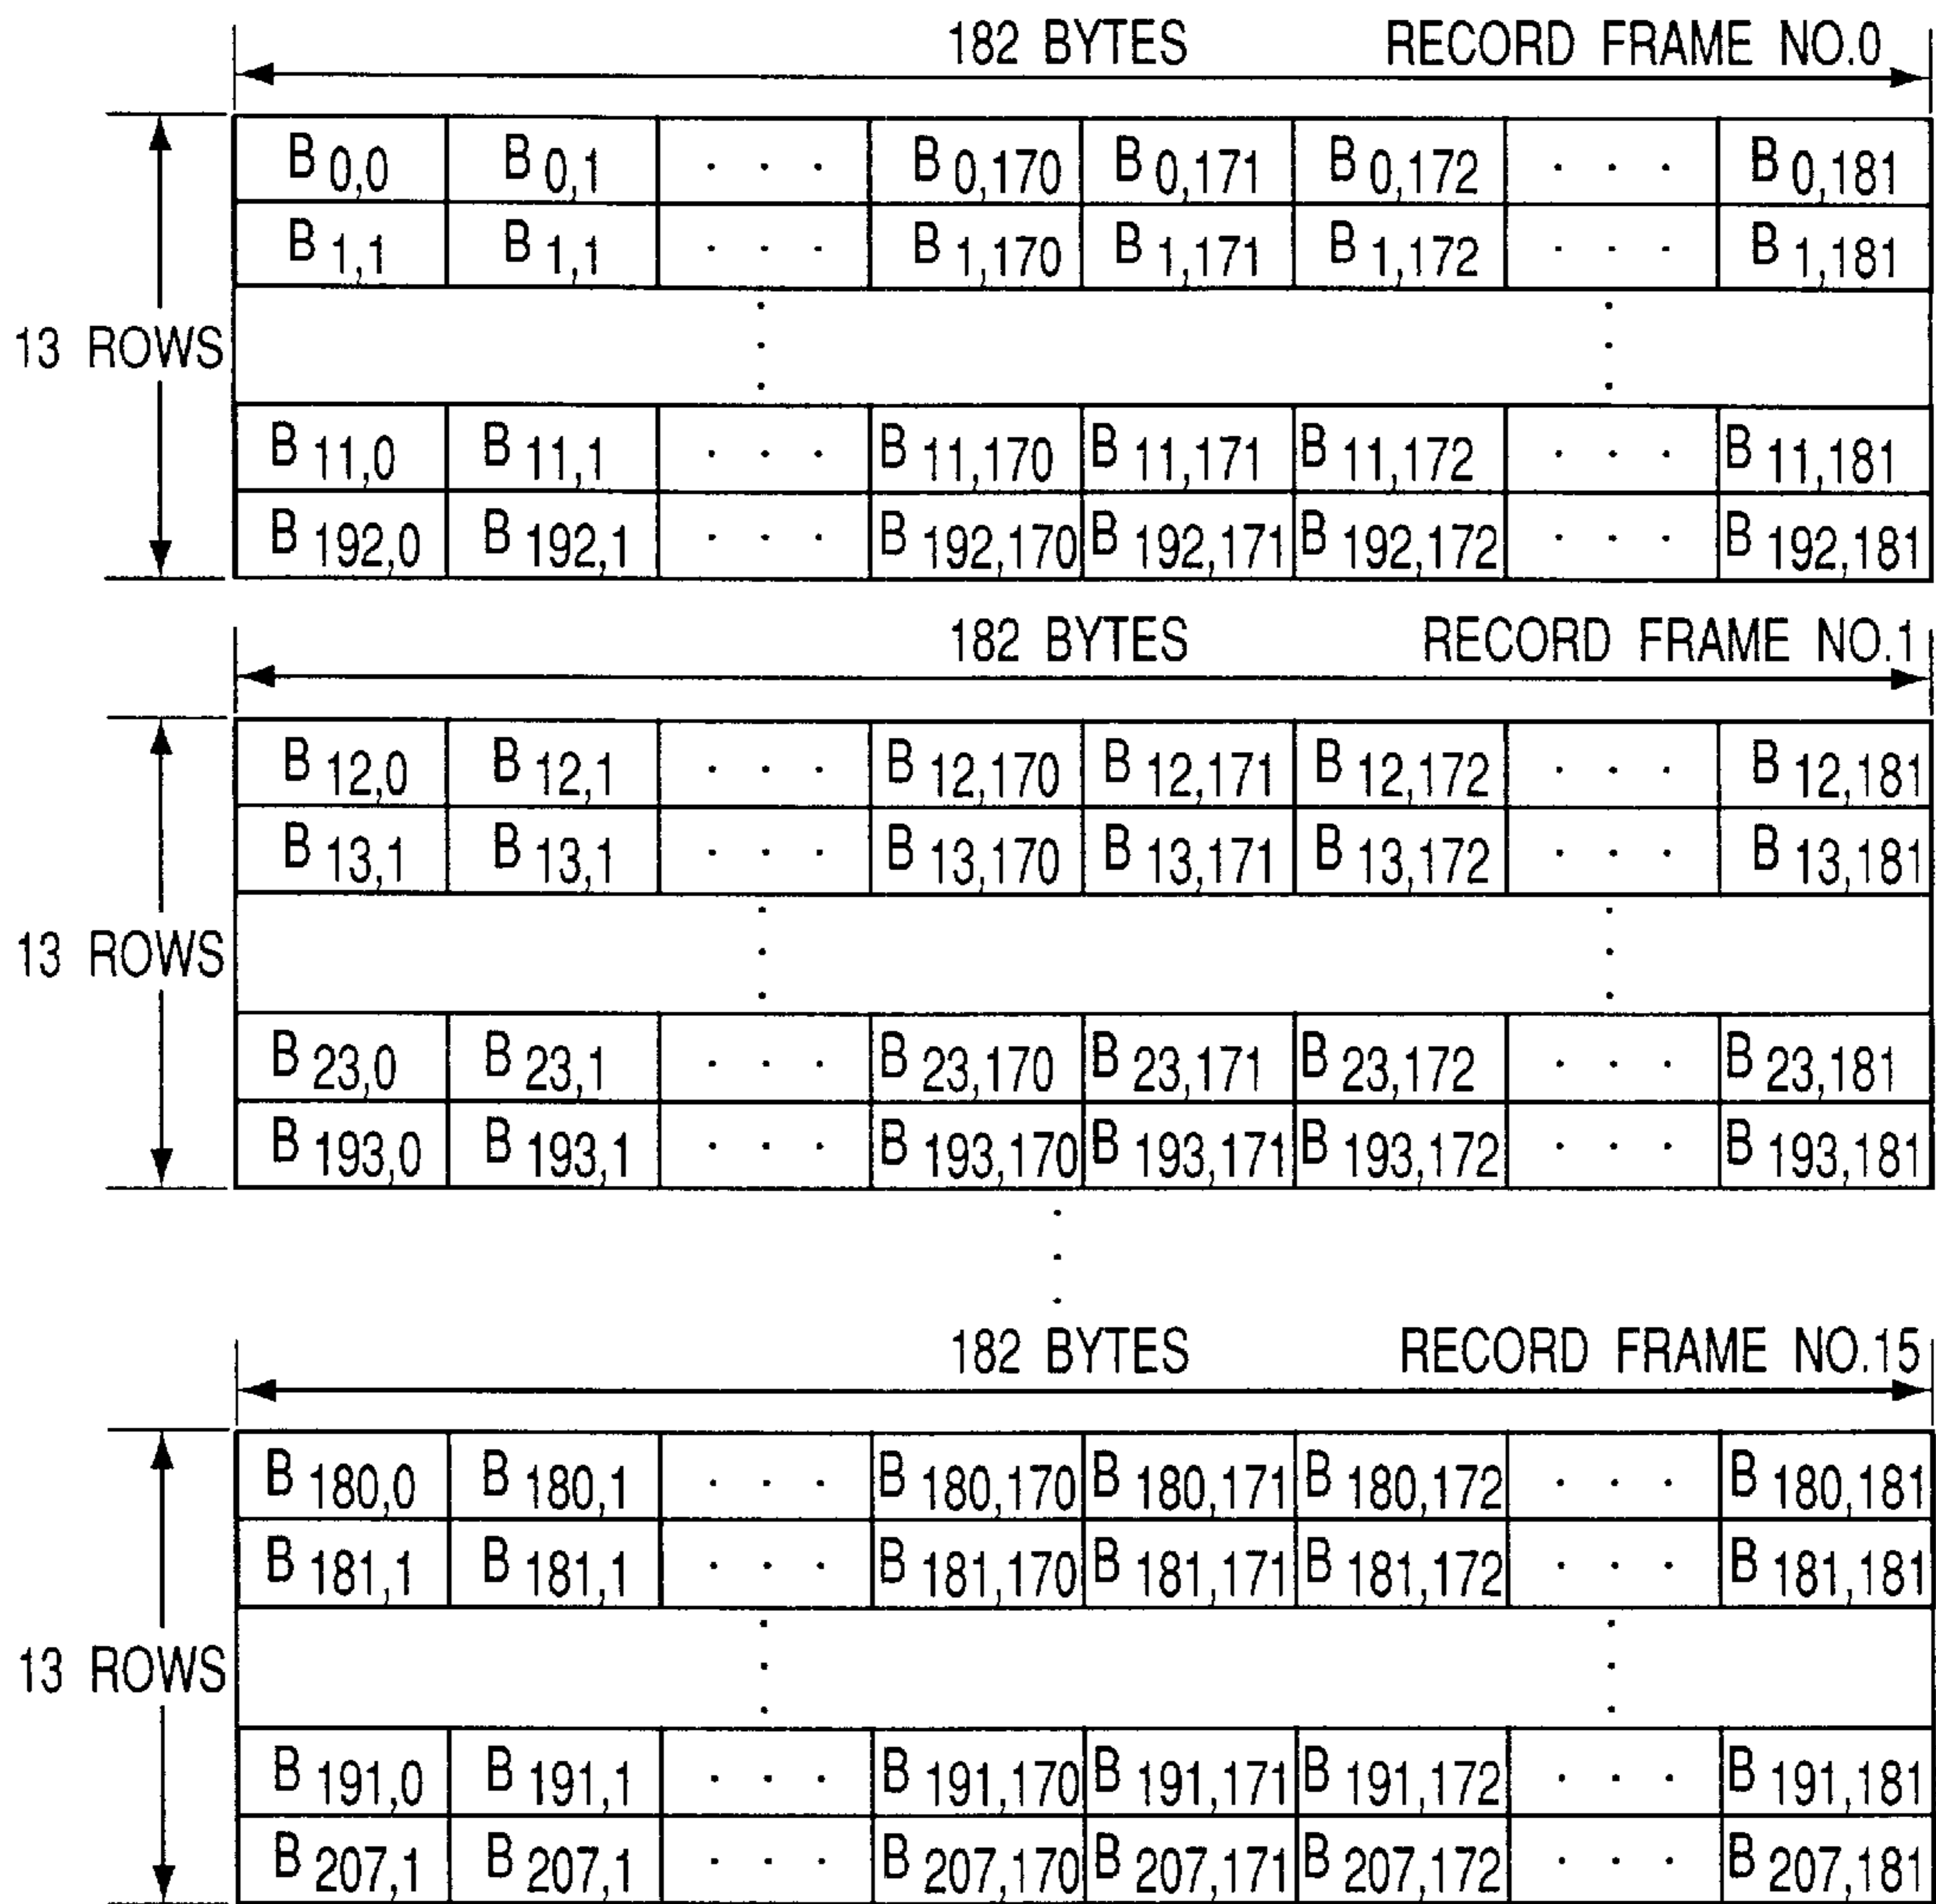 182 BYTES RECORD FRAME NO.0
B 0,0 B 0,1 . . . B 0,170 B 0,171 B 0,172 . . . B 0,181
B 1,1 B 1,1 . . . B 1,170 B 1,171 B 1,172 . . . B 1,181
13 ROWS
B 11,0 B 11,1 . . . B 11,170 B 11,171 B 11,172 . . . B 11,181
B 192,0 B 192,1 . . . B 192,170 B 192,171 B 192,172 . . . B 192,181
182 BYTES RECORD FRAME NO.1
B 12,0 B 12,1 . . . B 12,170 B 12,171 B 12,172 . . . B 12,181
B 13,1 B 13,1 . . . B 13,170 B 13,171 B 13,172 . . . B 13,181
13 ROWS
B 23,0 B 23,1 . . . B 23,170 B 23,171 B 23,172 . . . B 23,181
B 193,0 B 193,1 . . . B 193,170 B 193,171 B 193,172 . . . B 193,181
182 BYTES RECORD FRAME NO.15
B 180,0 B 180,1 . . . B 180,170 B 180,171 B 180,172 . . . B 180,181
B 181,1 B 181,1 . . . B 181,170 B 181,171 B 181,172 . . . B 181,181
13 ROWS
B 191,0 B 191,1 . . . B 191,170 B 191,171 B 191,172 . . . B 191,181
B 207,1 B 207,1 . . . B 207,170 B 207,171 B 207,172 . . . B 207,181